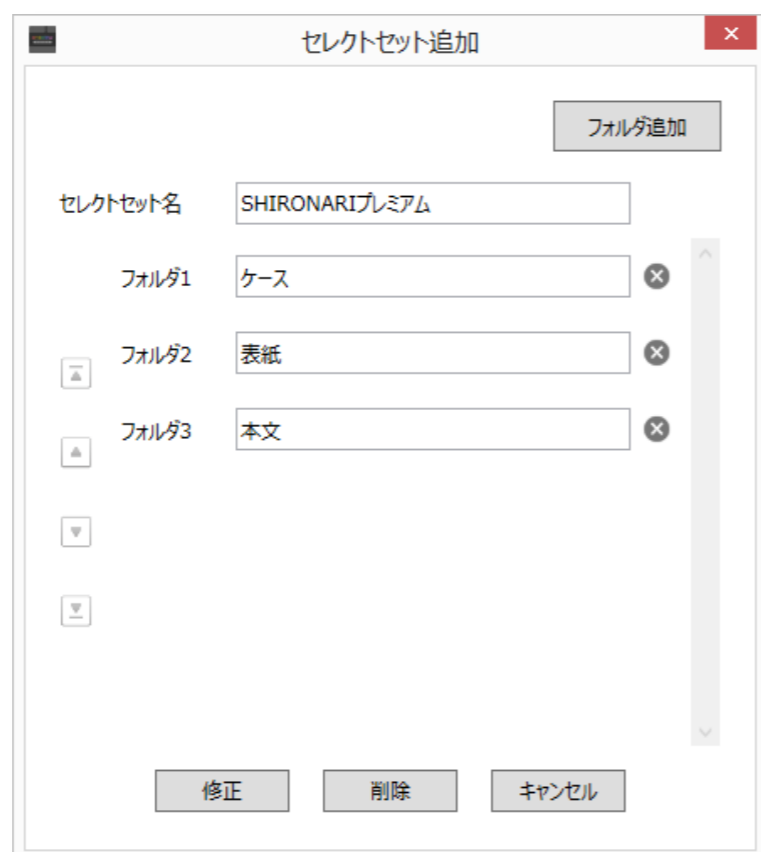 セレクトセット追加
フォルダ追加
セレクトセット名 SHIRONARIプレミアム
フォルダ1 ケース
フォルダ2 表紙
フォルダ3 本文
修正 削除 キャンセル